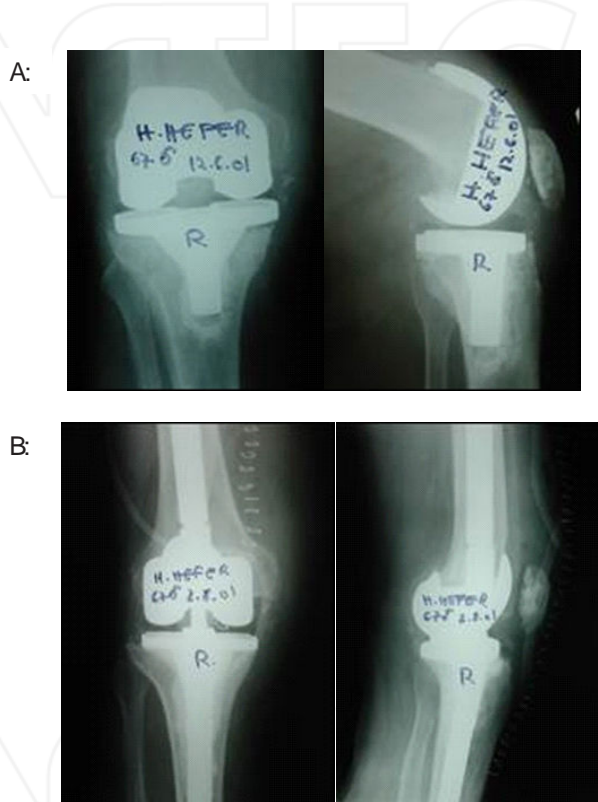 A:
H. HEFER
67 ♂ 12.6.01
R
H. HEFER
67 ♂ 12.6.01
R
B:
H. HEFER
67 ♂ 2.8.01
R.
H. HEFER
67 ♂ 2.8.01
R